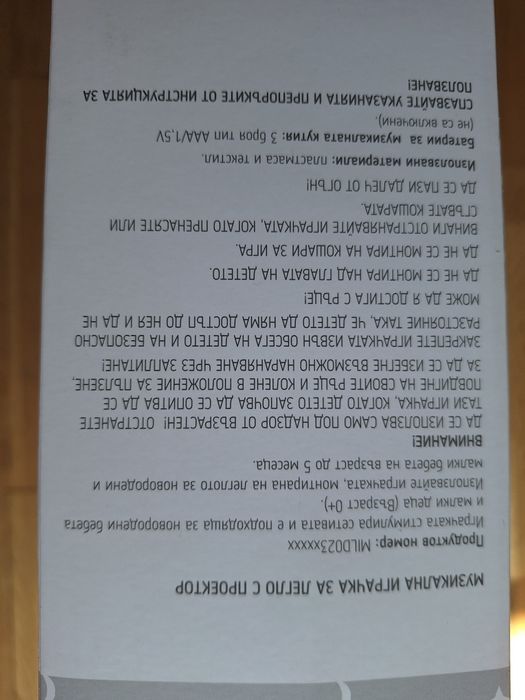 МУЗИКАЛНА ИГРАЧКА ЗА ЛЕГЛО С ПРОЕКТОР
Продуктов номер: MILD023xxxxx
Играчката стимулира сетивата и е подходяща за новородени бебета
и малки деца (Възраст 0+).
Използвайте играчката, монтирана на леглото за новородени и
малки бебета на възраст до 5 месеца.
ВНИМАНИЕ!
ДА СЕ ИЗПОЛЗВА САМО ПОД НАДЗОР ОТ ВЪЗРАСТЕН! ОТСТРАНЕТЕ
ТАЗИ ИГРАЧКА, КОГАТО ДЕТЕТО ЗАПОЧВА ДА СЕ ОПИТВА ДА СЕ
ПОВДИГНЕ НА СВОИТЕ РЪЦЕ И КОЛЕНЕ В ПОЛОЖЕНИЕ ЗА ПЪЛЗЕНЕ,
ЗА ДА СЕ ИЗБЕГНЕ ВЪЗМОЖНО НАРАНЯВАНЕ ЧРЕЗ ЗАПЛИТАНЕ!
ЗАКРЕПЕТЕ ИГРАЧКАТА ИЗВЪН ОБСЕГА НА ДЕТЕТО И НА БЕЗОПАСНО
РАЗСТОЯНИЕ ТАКА, ЧЕ ДЕТЕТО ДА НЯМА ДОСТЪП ДО НЕЯ И ДА НЕ
МОЖЕ ДА Я ДОСТИГА С РЪЦЕ!
ДА НЕ СЕ МОНТИРА НАД ГЛАВАТА НА ДЕТЕТО.
ДА НЕ СЕ МОНТИРА НА КОШАРИ ЗА ИГРА.
ВИНАГИ ОТСТРАНЯВАЙТЕ ИГРАЧКАТА, КОГАТО ПРЕНАСЯТЕ ИЛИ
СГЪВАТЕ КОШАРАТА.
ДА СЕ ПАЗИ ДАЛЕЧ ОТ ОГЪН!
Използвани материали: пластмаса и текстил.
Батерии за музикалната кутия: 3 броя тип ААА/1,5V
(не са включени).
СПАЗВАЙТЕ УКАЗАНИЯТА И ПРЕПОРЪКИТЕ ОТ ИНСТРУКЦИЯТА ЗА
ПОЛЗВАНЕ!